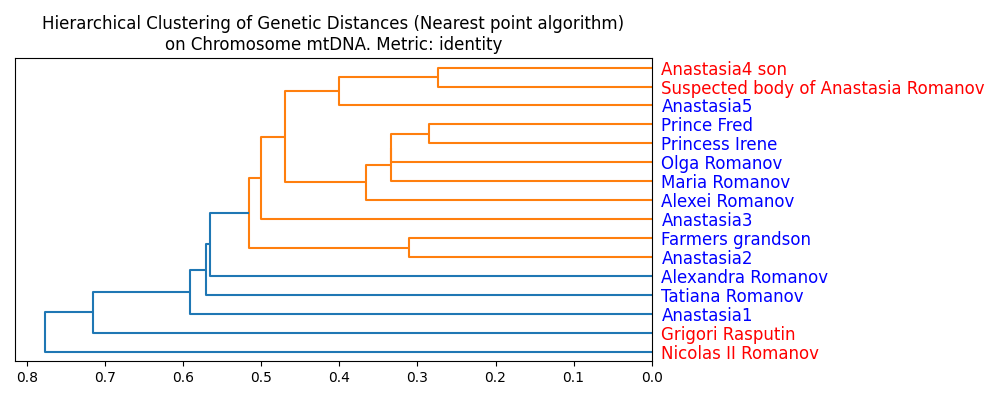 Hierarchical Clustering of Genetic Distances (Nearest point algorithm)
on Chromosome mtDNA. Metric: identity
Anastasia4 son
Suspected body of Anastasia Romanov
Anastasia5
Prince Fred
Princess Irene
Olga Romanov
Maria Romanov
Alexei Romanov
Anastasia3
Farmers grandson
Anastasia2
Alexandra Romanov
Tatiana Romanov
Anastasia1
Grigori Rasputin
Nicolas II Romanov
0.8 0.7 0.6 0.5 0.4 0.3 0.2 0.1 0.0